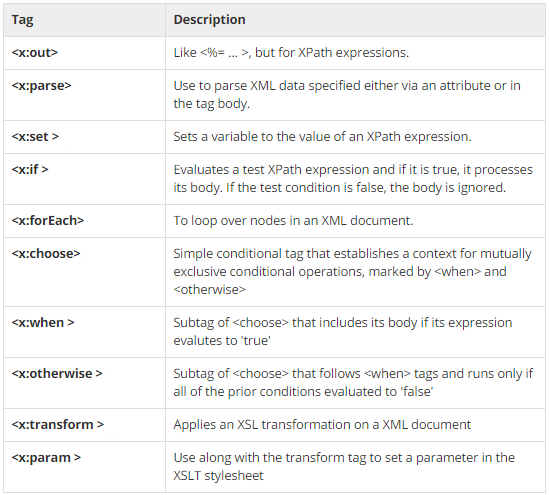 Tag Description
<x:out> Like <%= ... >, but for XPath expressions.
<x:parse> Use to parse XML data specified either via an attribute or in
the tag body.
<x:set > Sets a variable to the value of an XPath expression.
<x:if > Evaluates a test XPath expression and if it is true, it processes
its body. If the test condition is false, the body is ignored.
<x:forEach> To loop over nodes in an XML document.
<x:choose> Simple conditional tag that establishes a context for mutually
exclusive conditional operations, marked by <when> and
<otherwise>
<x:when > Subtag of <choose> that includes its body if its expression
evalutes to 'true'
<x:otherwise > Subtag of <choose> that follows <when> tags and runs only if
all of the prior conditions evaluated to 'false'
<x:transform > Applies an XSL transformation on a XML document
<x:param > Use along with the transform tag to set a parameter in the
XSLT stylesheet